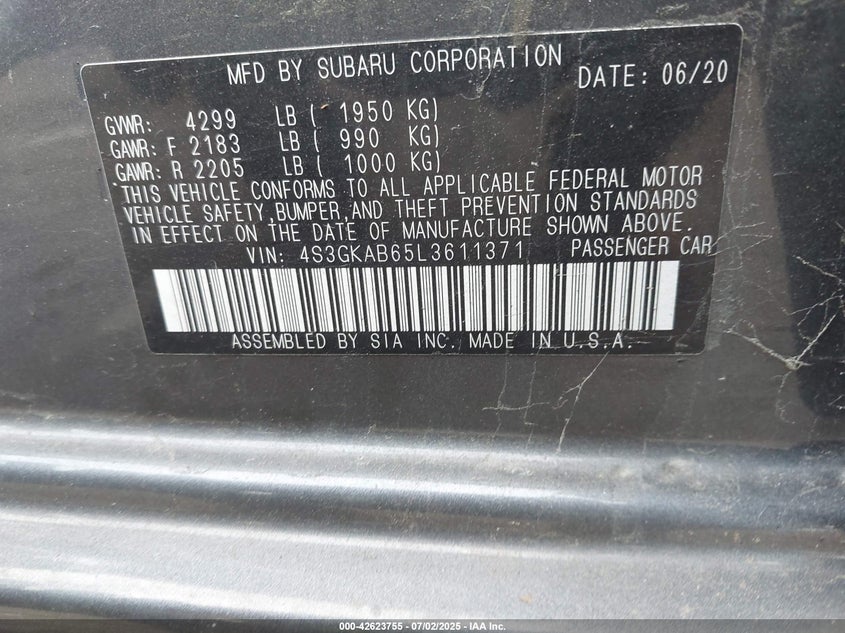 MFD BY SUBARU CORPORATION DATE: 06/20
GVWR: 4299 LB ( 1950 KG)
GAWR: F 2183 LB ( 990 KG)
GAWR: R 2205 LB ( 1000 KG)
THIS VEHICLE CONFORMS TO ALL APPLICABLE FEDERAL MOTOR
VEHICLE SAFETY,BUMPER,AND THEFT PREVENTION STANDARDS
IN EFFECT ON THE DATE OF MANUFACTURE SHOWN ABOVE.
VIN: 4S3GKAB65L3611371 PASSENGER CAR
ASSEMBLED BY SIA INC. MADE IN U.S.A.
000-42623755 - 07/02/2025 - IAA Inc.